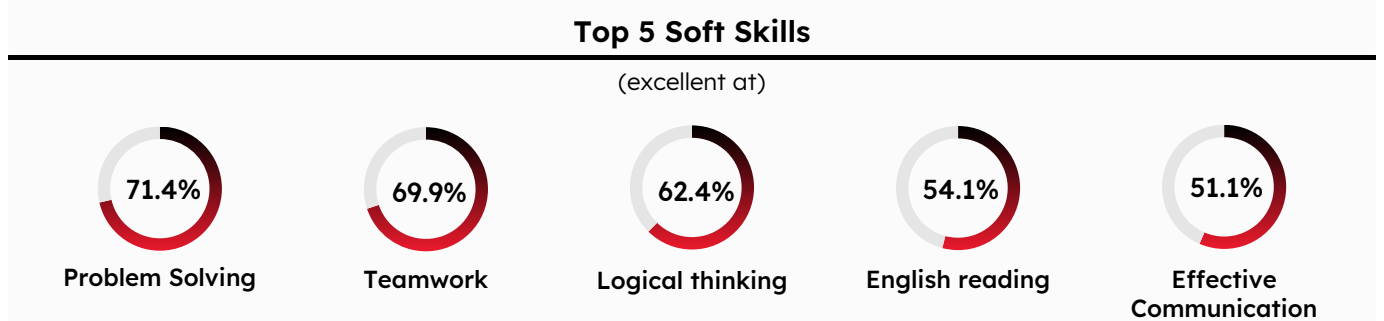 Top 5 Soft Skills
(excellent at)
71.4%
69.9%
62.4%
54.1%
51.1%
Problem Solving
Teamwork
Logical thinking
English reading
Effective
Communication